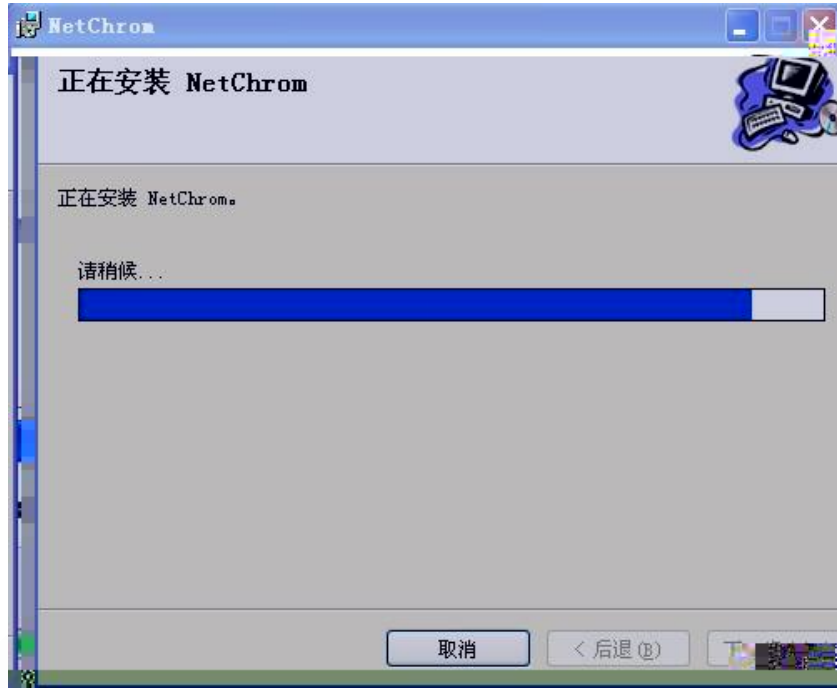 NetChrom
正在安装 NetChrom
正在安装 NetChrom。
请稍候...
取消
< 后退(B)